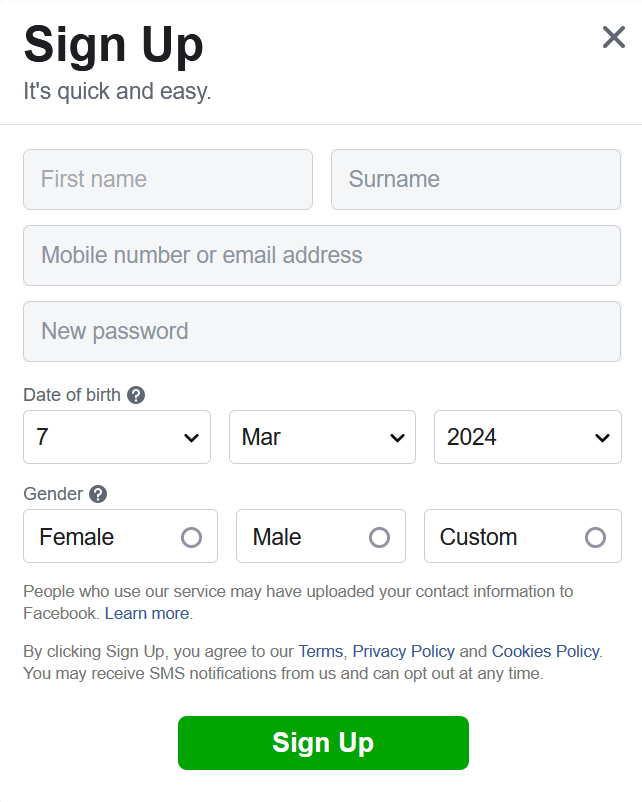 Sign Up
It's quick and easy.
First name
Surname
Mobile number or email address
New password
Date of birth ?
7
Mar
2024
Gender ?
Female
Male
Custom
People who use our service may have uploaded your contact information to
Facebook. Learn more.
By clicking Sign Up, you agree to our Terms, Privacy Policy and Cookies Policy.
You may receive SMS notifications from us and can opt out at any time.
Sign Up